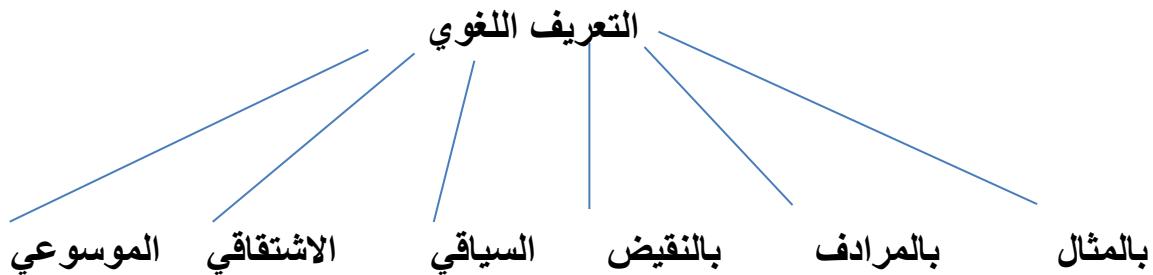 التعريف اللغوي
بالمثال بالمرادف بالنقيض السياقي الاشتقاقي الموسوعي